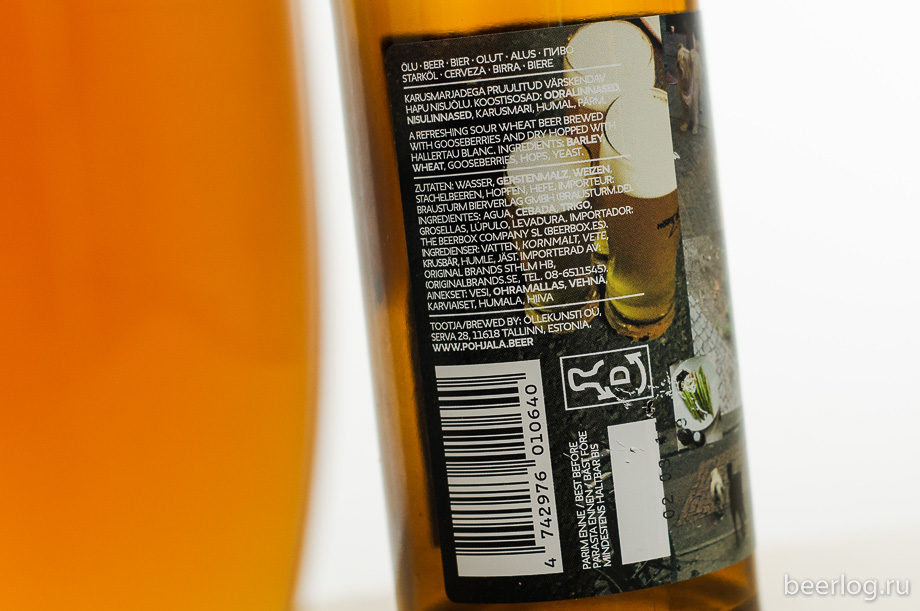 ÕLU · BEER · BIER · OLUT · ALUS · ПИВО
STARKÖL · CERVEZA · BIRRA · BIERE
KARUSMARJADEGA PRUULITUD VÄRSKENDAV
HAPU NISUÕLU. KOOSTISOSAD: ODRALINNASED,
NISULINNASED, KARUSMARI, HUMAL, PÄRM.
A REFRESHING SOUR WHEAT BEER BREWED
WITH GOOSEBERRIES AND DRY HOPPED WITH
HALLERTAU BLANC. INGREDIENTS: BARLEY,
WHEAT, GOOSEBERRIES, HOPS, YEAST.
ZUTATEN: WASSER, GERSTENMALZ, WEIZEN,
STACHELBEEREN, HOPFEN, HEFE. IMPORTEUR:
BRAUSTURM BIERVERLAG GMBH (BRAUSTURM.DE).
INGREDIENTES: AGUA, CEBADA, TRIGO,
GROSELLAS, LÚPULO, LEVADURA. IMPORTADOR:
THE BEERBOX COMPANY SL (BEERBOX.ES).
INGREDIENSER: VATTEN, KORNMALT, VETE,
KRUSBÄR, HUMLE, JÄST. IMPORTERAD AV:
ORIGINAL BRANDS STHLM HB,
(ORIGINALBRANDS.SE, TEL. 08-6511545).
AINEKSET: VESI, OHRAMALLAS, VEHNÄ,
KARVIAISET, HUMALA, HIIVA
TOOTJA/BREWED BY: ÕLLEKUNSTI OÜ,
SERVA 28, 11618 TALLINN, ESTONIA,
WWW.POHJALA.BEER
D
4 742976 010640
PARIM ENNE / BEST BEFORE
PARASTA ENNEN / BÄST FÖRE
MINDESTENS HALTBAR BIS
beerlog.ru